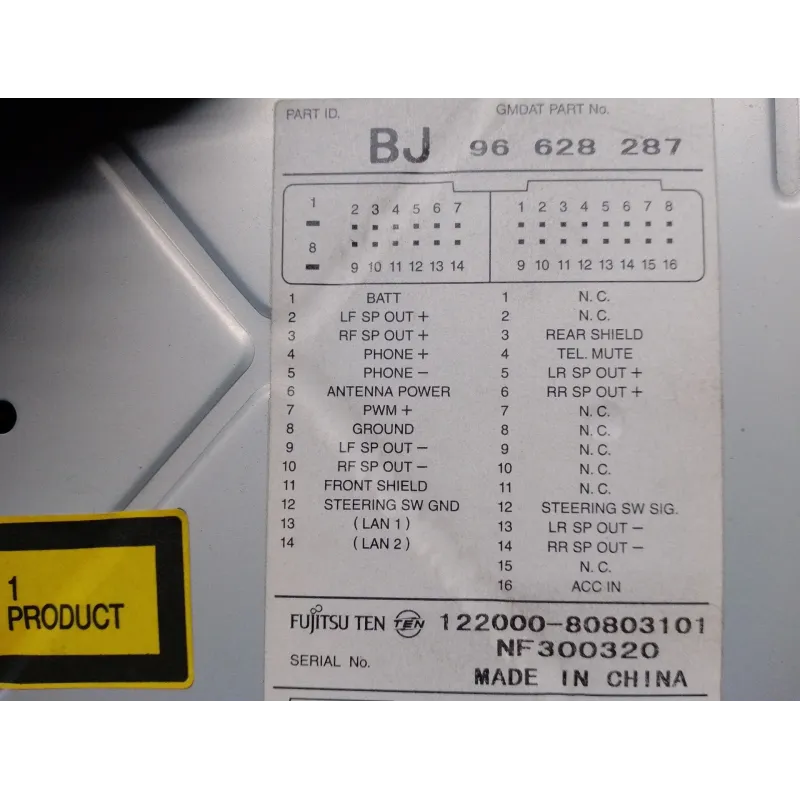 PART ID. GMDAT PART No.
BJ 96 628 287
1 2 3 4 5 6 7 1 2 3 4 5 6 7 8
8 9 10 11 12 13 14 9 10 11 12 13 14 15 16
1 BATT 1 N. C.
2 LF SP OUT + 2 N. C.
3 RF SP OUT + 3 REAR SHIELD
4 PHONE + 4 TEL. MUTE
5 PHONE − 5 LR SP OUT +
6 ANTENNA POWER 6 RR SP OUT +
7 PWM + 7 N. C.
8 GROUND 8 N. C.
9 LF SP OUT − 9 N. C.
10 RF SP OUT − 10 N. C.
11 FRONT SHIELD 11 N. C.
12 STEERING SW GND 12 STEERING SW SIG.
13 ( LAN 1 ) 13 LR SP OUT −
14 ( LAN 2 ) 14 RR SP OUT −
15 N. C.
16 ACC IN
FUJITSU TEN TEN 122000-80803101
NF300320
SERIAL No.
MADE IN CHINA
1
PRODUCT